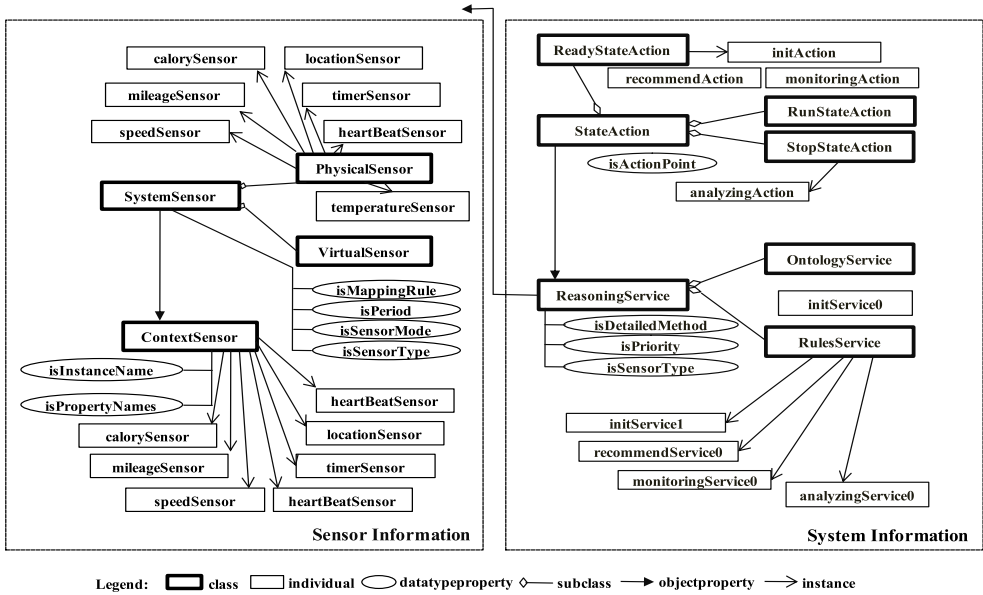 calorySensor
locationSensor
mileageSensor
timerSensor
speedSensor
heartBeatSensor
PhysicalSensor
SystemSensor
temperatureSensor
VirtualSensor
isMappingRule
isPeriod
isSensorMode
isSensorType
ContextSensor
isInstanceName
isPropertyNames
heartBeatSensor
calorySensor
locationSensor
mileageSensor
timerSensor
speedSensor
heartBeatSensor
Sensor Information
ReadyStateAction
initAction
recommendAction
monitoringAction
RunStateAction
StateAction
StopStateAction
isActionPoint
analyzingAction
OntologyService
ReasoningService
initService0
isDetailedMethod
isPriority
isSensorType
RulesService
initService1
recommendService0
monitoringService0
analyzingService0
System Information
Legend: class individual datatypeproperty subclass objectproperty instance